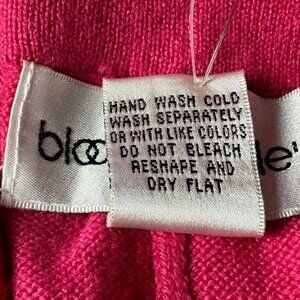 HAND WASH COLD
WASH SEPARATELY
OR WITH LIKE COLORS
DO NOT BLEACH
RESHAPE AND
DRY FLAT